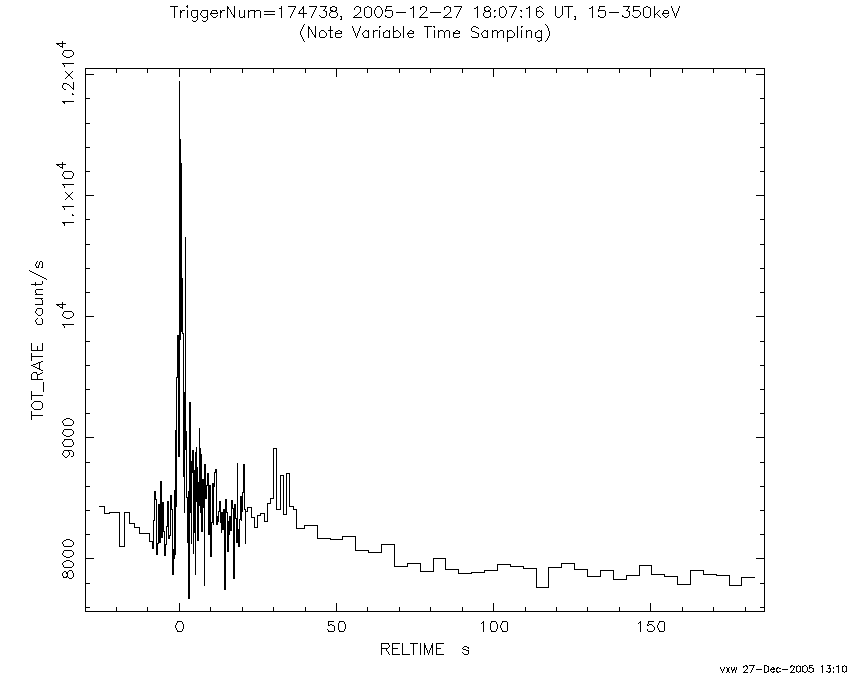 TriggerNum=174738, 2005-12-27 18:07:16 UT, 15-350keV
(Note Variable Time Sampling)
1.2×10⁴
1.1×10⁴
10⁴
9000
8000
TOT_RATE count/s
0 50 100 150
RELTIME s
vxw 27-Dec-2005 13:10